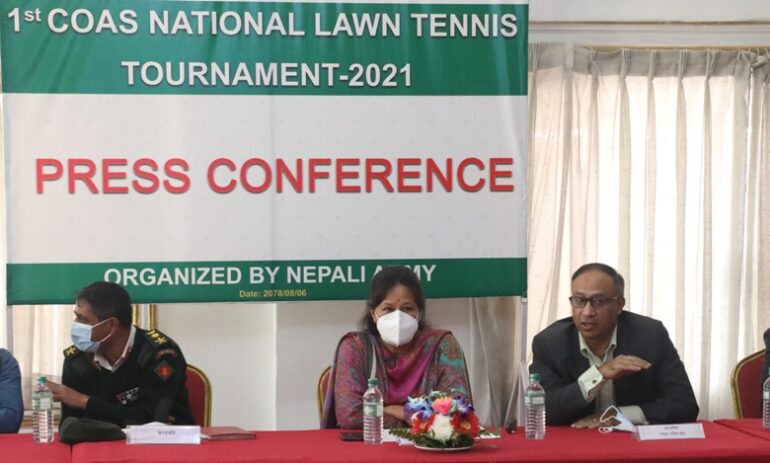 1st COAS NATIONAL LAWN TENNIS
TOURNAMENT-2021
PRESS CONFERENCE
ORGANIZED BY NEPALI ARMY
Date: 2078/08/06